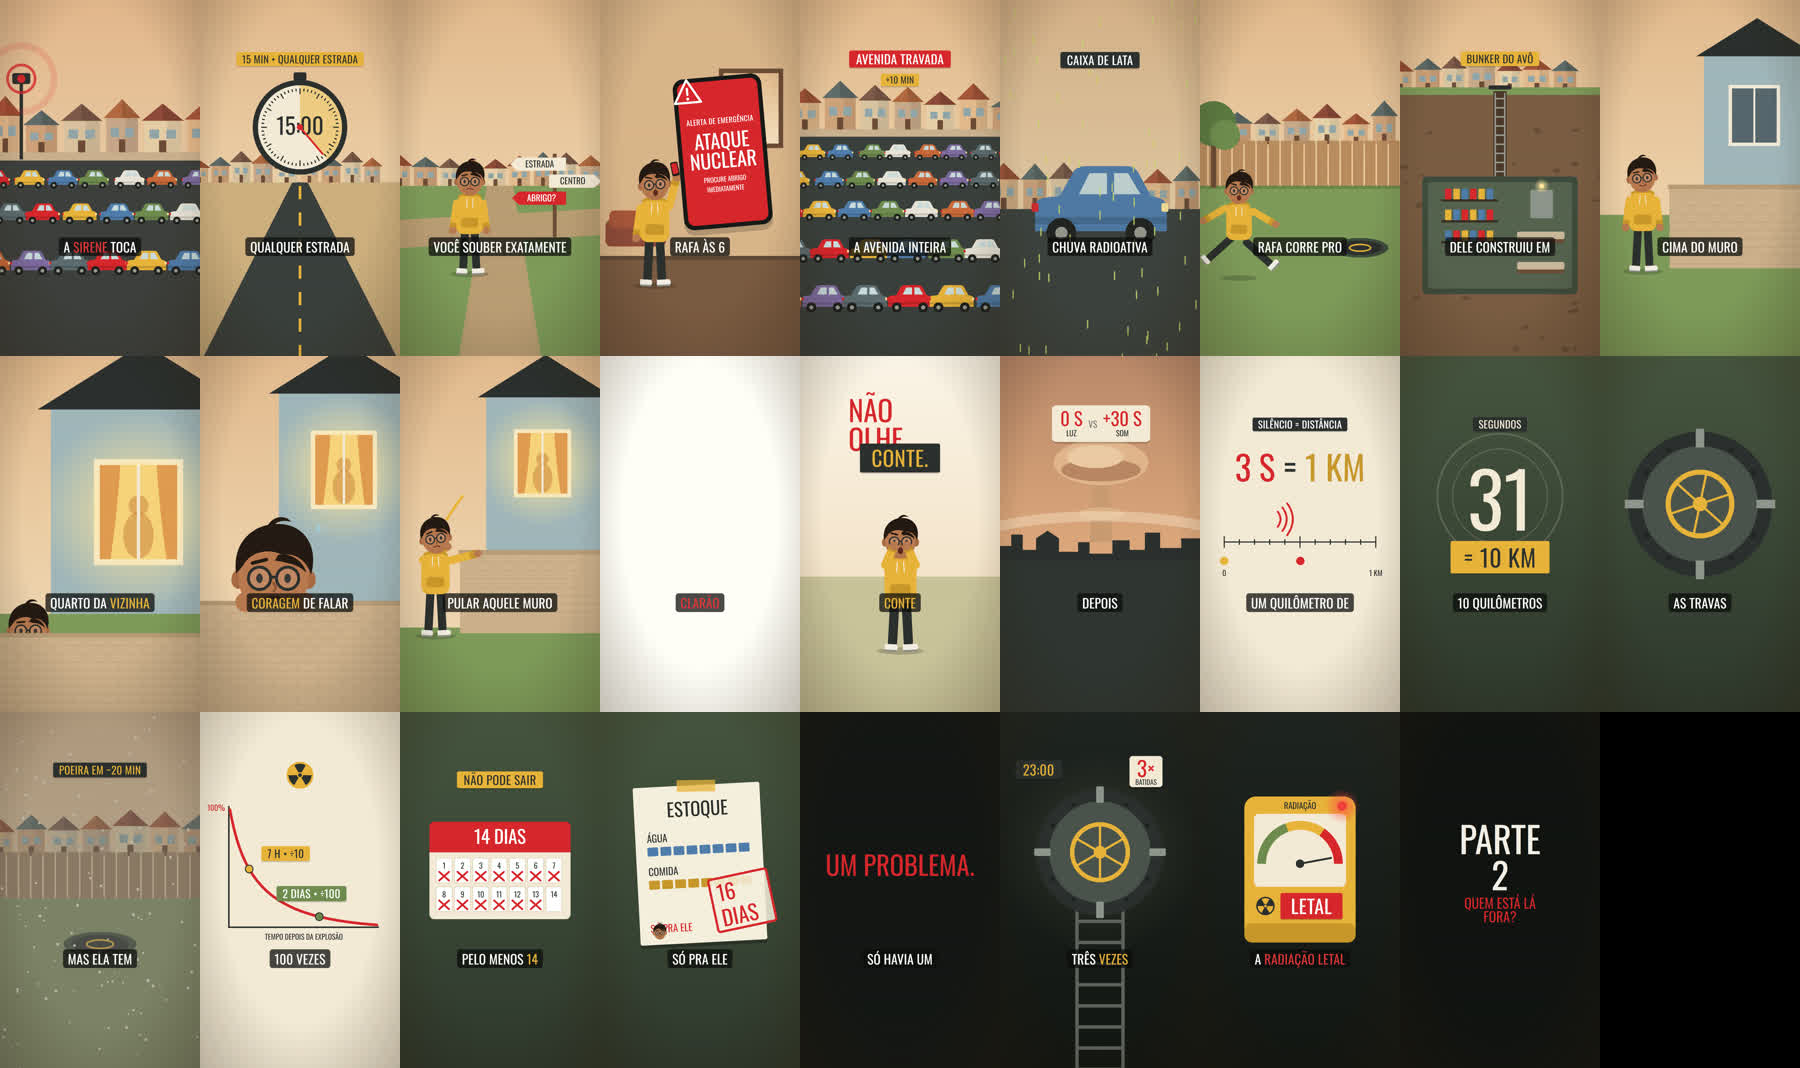 A SIRENE TOCA
15 MIN • QUALQUER ESTRADA
15:00
QUALQUER ESTRADA
ESTRADA
CENTRO
ABRIGO?
VOCÊ SOUBER EXATAMENTE
ALERTA DE EMERGÊNCIA
ATAQUE
NUCLEAR
PROCURE ABRIGO
IMEDIATAMENTE
RAFA ÀS 6
AVENIDA TRAVADA
+10 MIN
A AVENIDA INTEIRA
CAIXA DE LATA
CHUVA RADIOATIVA
RAFA CORRE PRO
BUNKER DO AVÔ
DELE CONSTRUIU EM
CIMA DO MURO
QUARTO DA VIZINHA
CORAGEM DE FALAR
PULAR AQUELE MURO
CLARÃO
NÃO
OLHE
CONTE.
CONTE
0 S VS +30 S
LUZ SOM
DEPOIS
SILÊNCIO = DISTÂNCIA
3 S = 1 KM
0 1 KM
UM QUILÔMETRO DE
SEGUNDOS
31
= 10 KM
10 QUILÔMETROS
AS TRAVAS
POEIRA EM ~20 MIN
MAS ELA TEM
100%
7 H • ÷10
2 DIAS • ÷100
TEMPO DEPOIS DA EXPLOSÃO
100 VEZES
NÃO PODE SAIR
14 DIAS
1 2 3 4 5 6 7
8 9 10 11 12 13 14
PELO MENOS 14
ESTOQUE
ÁGUA
COMIDA
16
DIAS
PRA ELE
SÓ PRA ELE
UM PROBLEMA.
SÓ HAVIA UM
23:00
3×
BATIDAS
TRÊS VEZES
RADIAÇÃO
LETAL
A RADIAÇÃO LETAL
PARTE
2
QUEM ESTÁ LÁ
FORA?